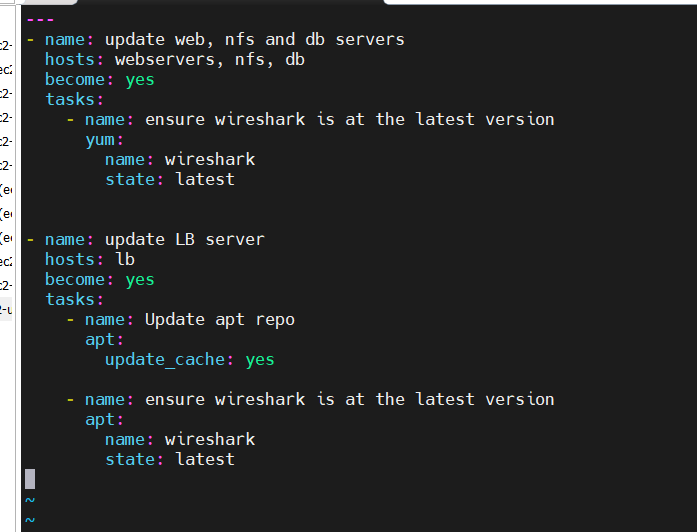 ---
- name: update web, nfs and db servers
  hosts: webservers, nfs, db
  become: yes
  tasks:
    - name: ensure wireshark is at the latest version
      yum:
        name: wireshark
        state: latest
- name: update LB server
  hosts: lb
  become: yes
  tasks:
    - name: Update apt repo
      apt:
        update_cache: yes
    - name: ensure wireshark is at the latest version
      apt:
        name: wireshark
        state: latest
~
~